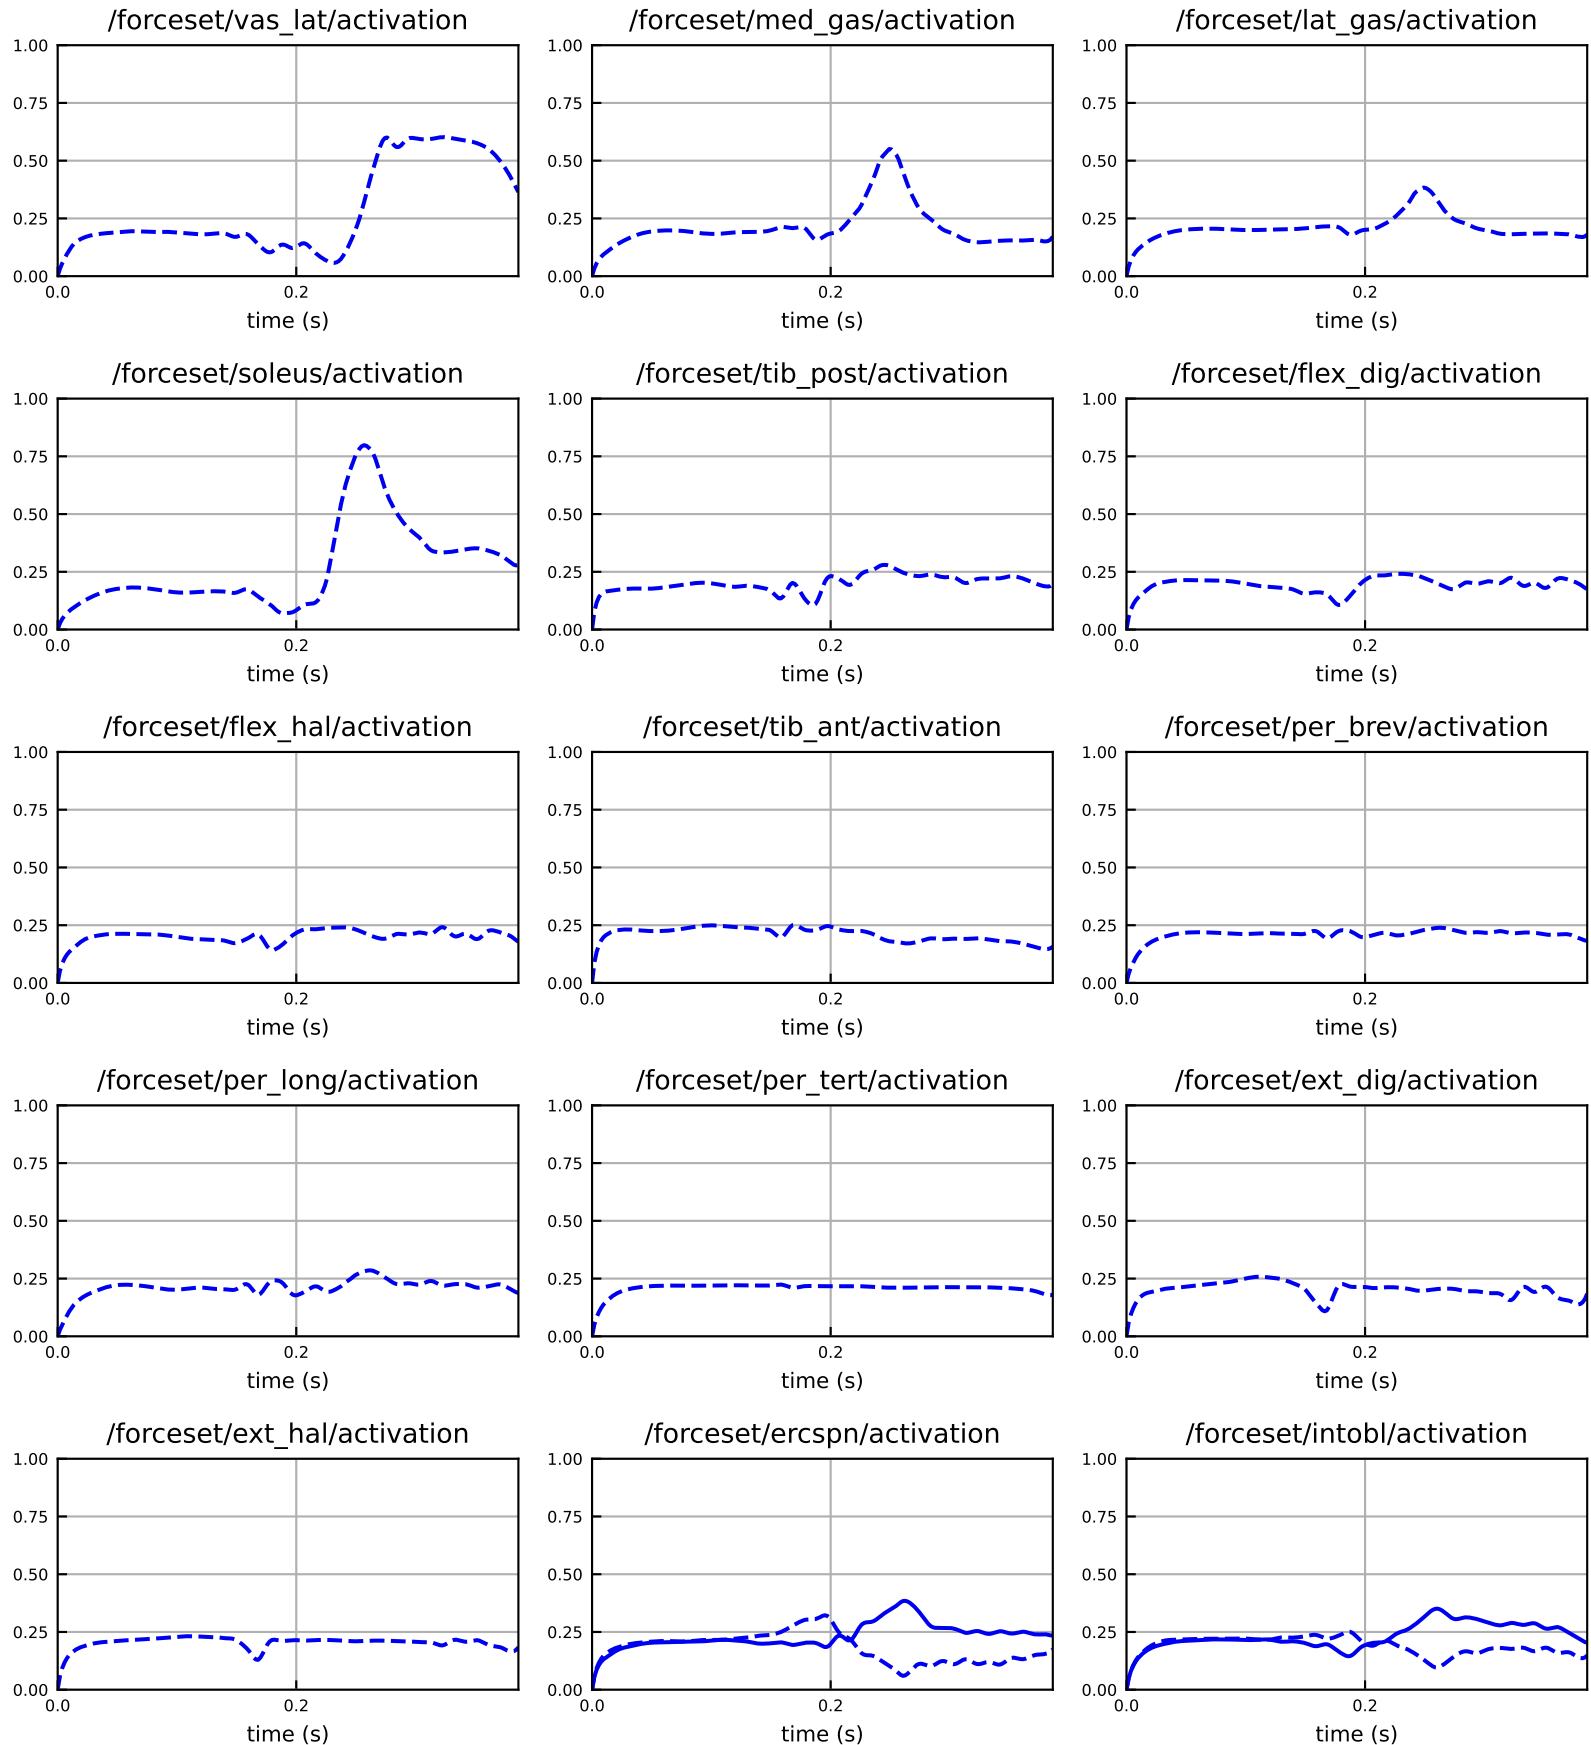 /forceset/vas_lat/activation /forceset/med_gas/activation /forceset/lat_gas/activation
1.00 1.00 1.00
0.75 0.75 0.75
0.50 0.50 0.50
0.25 0.25 0.25
0.00 0.00 0.00
0.0 0.2 0.0 0.2 0.0 0.2
time (s) time (s) time (s)
/forceset/soleus/activation /forceset/tib_post/activation /forceset/flex_dig/activation
1.00 1.00 1.00
0.75 0.75 0.75
0.50 0.50 0.50
0.25 0.25 0.25
0.00 0.00 0.00
0.0 0.2 0.0 0.2 0.0 0.2
time (s) time (s) time (s)
/forceset/flex_hal/activation /forceset/tib_ant/activation /forceset/per_brev/activation
1.00 1.00 1.00
0.75 0.75 0.75
0.50 0.50 0.50
0.25 0.25 0.25
0.00 0.00 0.00
0.0 0.2 0.0 0.2 0.0 0.2
time (s) time (s) time (s)
/forceset/per_long/activation /forceset/per_tert/activation /forceset/ext_dig/activation
1.00 1.00 1.00
0.75 0.75 0.75
0.50 0.50 0.50
0.25 0.25 0.25
0.00 0.00 0.00
0.0 0.2 0.0 0.2 0.0 0.2
time (s) time (s) time (s)
/forceset/ext_hal/activation /forceset/ercspn/activation /forceset/intobl/activation
1.00 1.00 1.00
0.75 0.75 0.75
0.50 0.50 0.50
0.25 0.25 0.25
0.00 0.00 0.00
0.0 0.2 0.0 0.2 0.0 0.2
time (s) time (s) time (s)